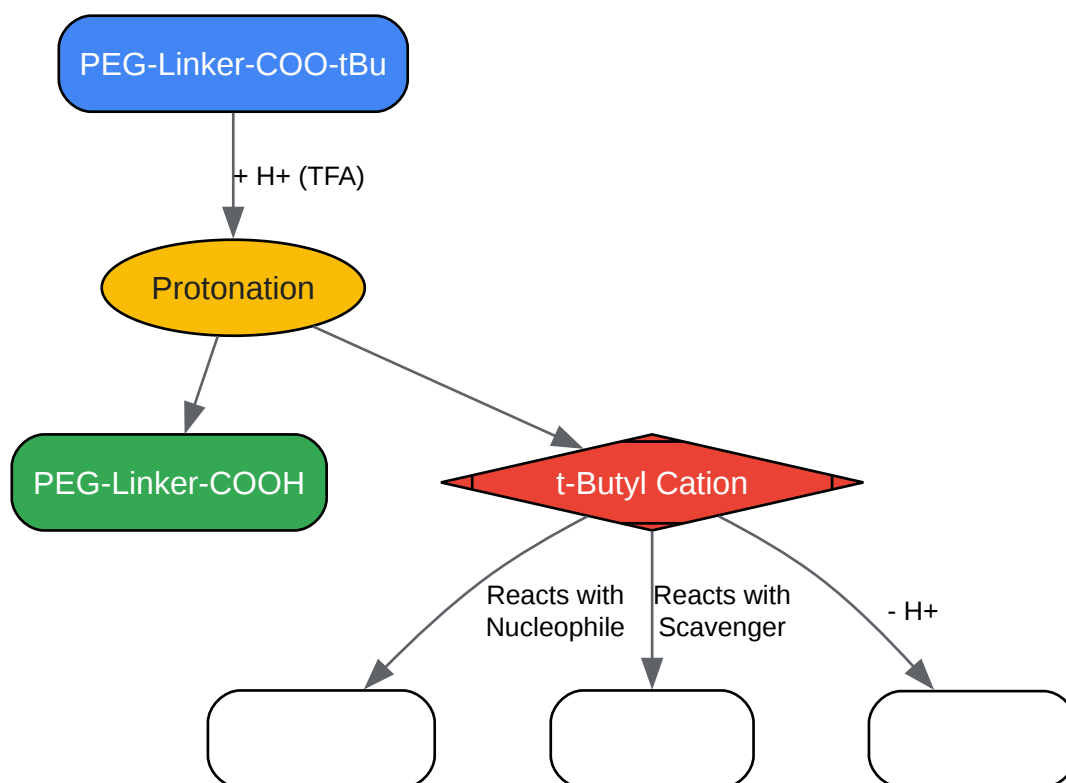 PEG-Linker-COO-tBu
+ H+ (TFA)
Protonation
PEG-Linker-COOH
t-Butyl Cation
Reacts with
Nucleophile
Reacts with
Scavenger
- H+